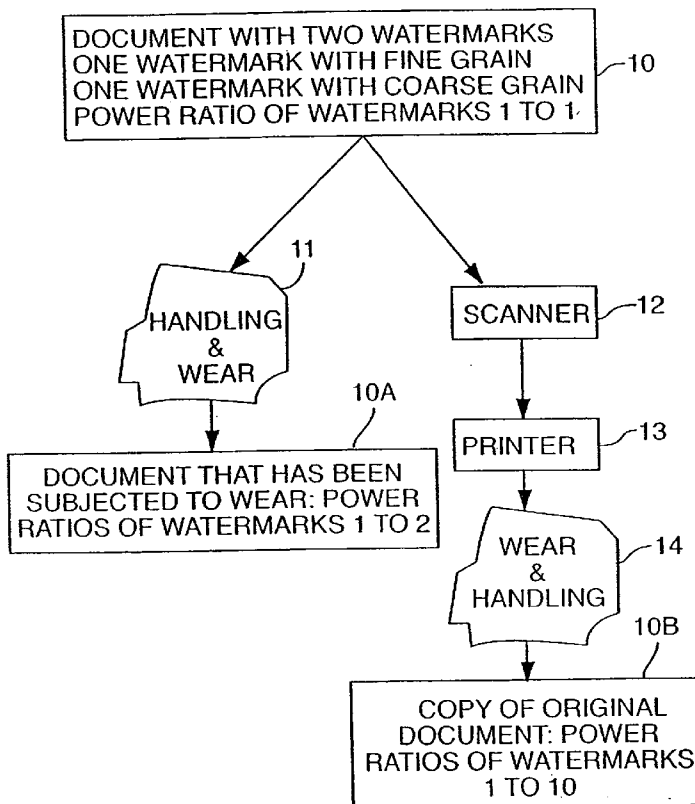 DOCUMENT WITH TWO WATERMARKS
ONE WATERMARK WITH FINE GRAIN
ONE WATERMARK WITH COARSE GRAIN
POWER RATIO OF WATERMARKS 1 TO 1
10
11
HANDLING
&
WEAR
SCANNER
12
10A
PRINTER
13
DOCUMENT THAT HAS BEEN
SUBJECTED TO WEAR: POWER
RATIOS OF WATERMARKS 1 TO 2
WEAR
&
HANDLING
14
10B
COPY OF ORIGINAL
DOCUMENT: POWER
RATIOS OF WATERMARKS
1 TO 10